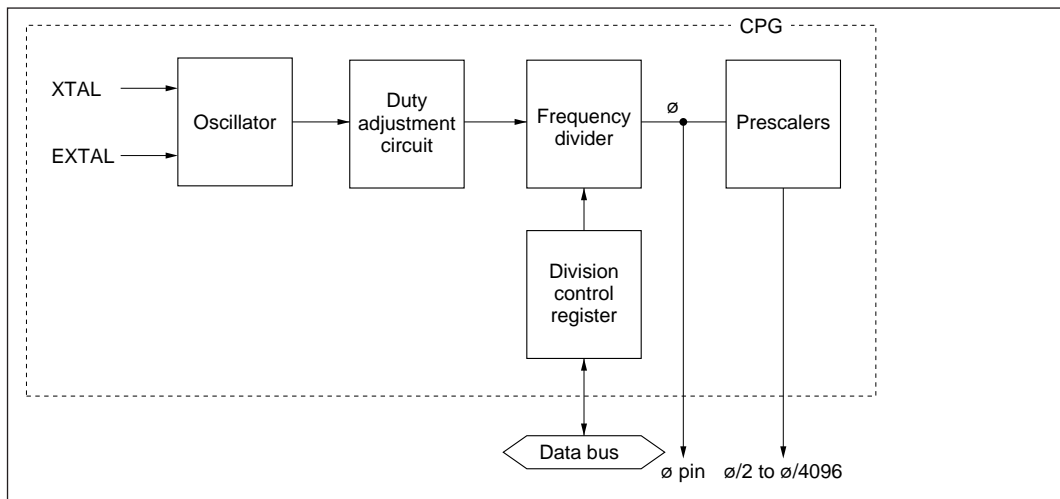 CPG
XTAL
EXTAL
Oscillator
Duty
adjustment
circuit
Frequency
divider
ø
Prescalers
Division
control
register
Data bus
ø pin
ø/2 to ø/4096